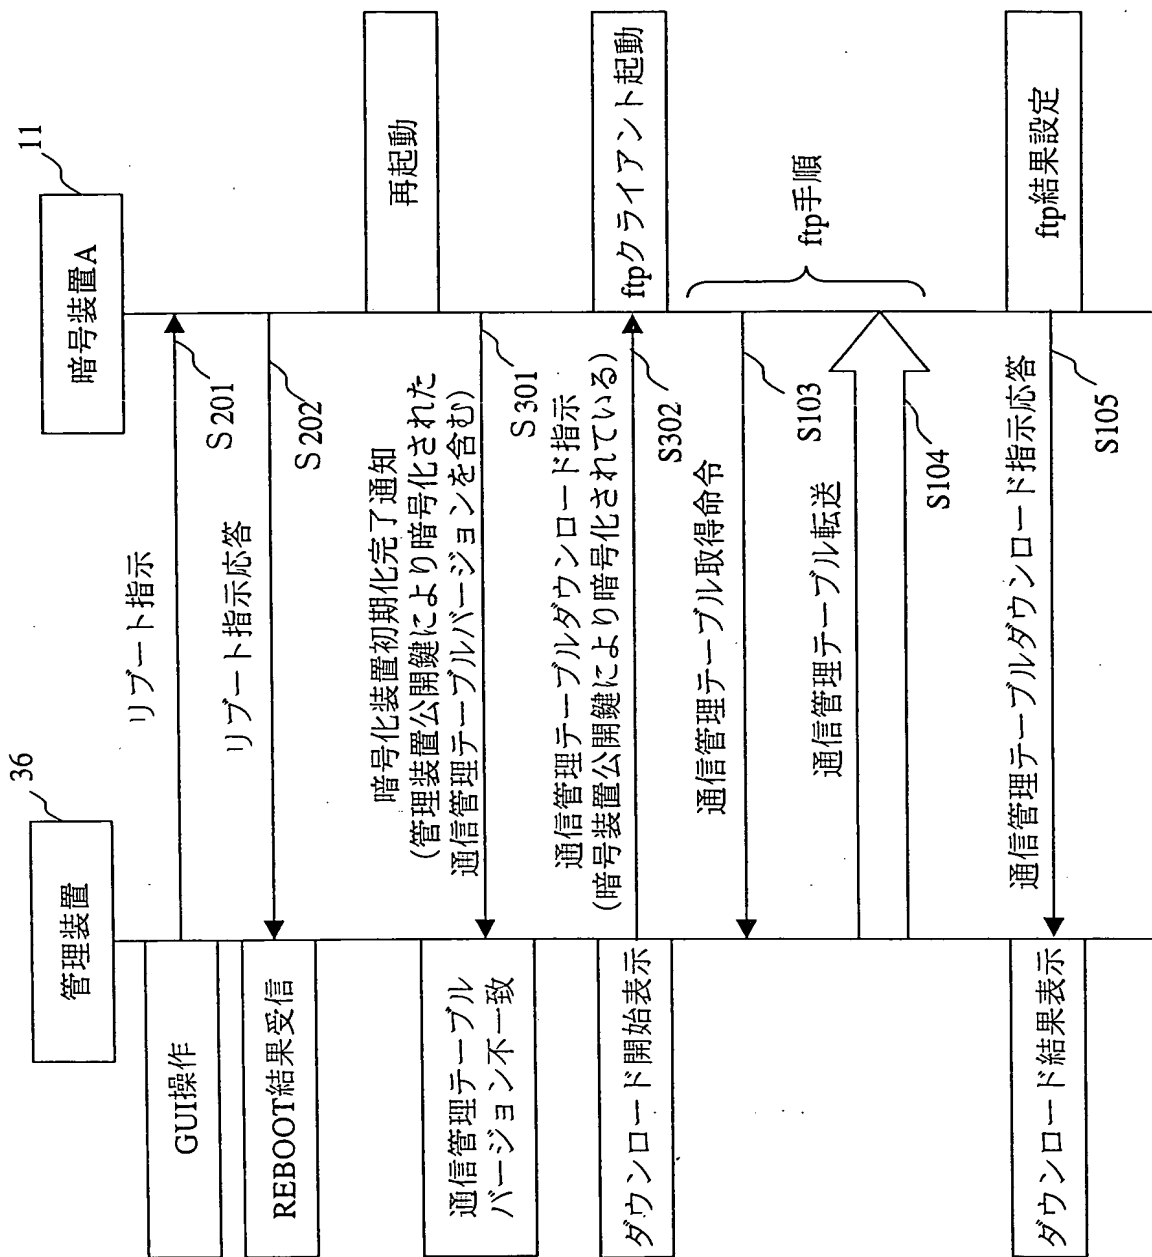 36
管理装置
11
暗号装置A
GUI操作
リブート指示
S201
REBOOT結果受信
リブート指示応答
S202
再起動
通信管理テーブル
バージョン不一致
暗号化装置初期化完了通知
(管理装置公開鍵により暗号化された
通信管理テーブルバージョンを含む)
S301
ダウンロード開始表示
通信管理テーブルダウンロード指示
(暗号装置公開鍵により暗号化されている)
S302
ftpクライアント起動
通信管理テーブル取得命令
S103
ftp手順
通信管理テーブル転送
S104
ダウンロード結果表示
通信管理テーブルダウンロード指示応答
S105
ftp結果設定